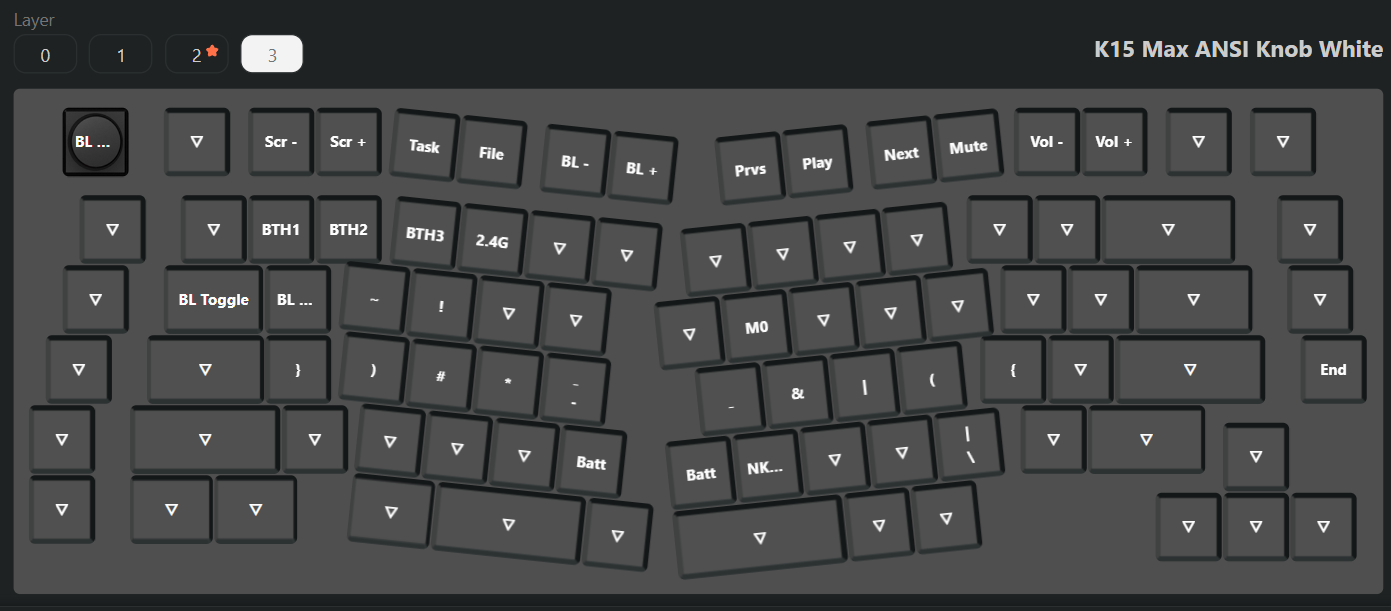 Layer
0 1 2 3
K15 Max ANSI Knob White
BL ... ▽ Scr - Scr + Task File BL - BL + Prvs Play Next Mute Vol - Vol + ▽ ▽
▽ ▽ BTH1 BTH2 BTH3 2.4G ▽ ▽ ▽ ▽ ▽ ▽ ▽ ▽ ▽ ▽
▽ BL Toggle BL ... ~ ! ▽ ▽ ▽ M0 ▽ ▽ ▽ ▽ ▽ ▽ ▽
▽ ▽ } ) # * _ - _ & | ( { ▽ ▽ End
▽ ▽ ▽ ▽ ▽ ▽ Batt Batt NK... ▽ ▽ | \ ▽ ▽ ▽
▽ ▽ ▽ ▽ ▽ ▽ ▽ ▽ ▽ ▽ ▽ ▽